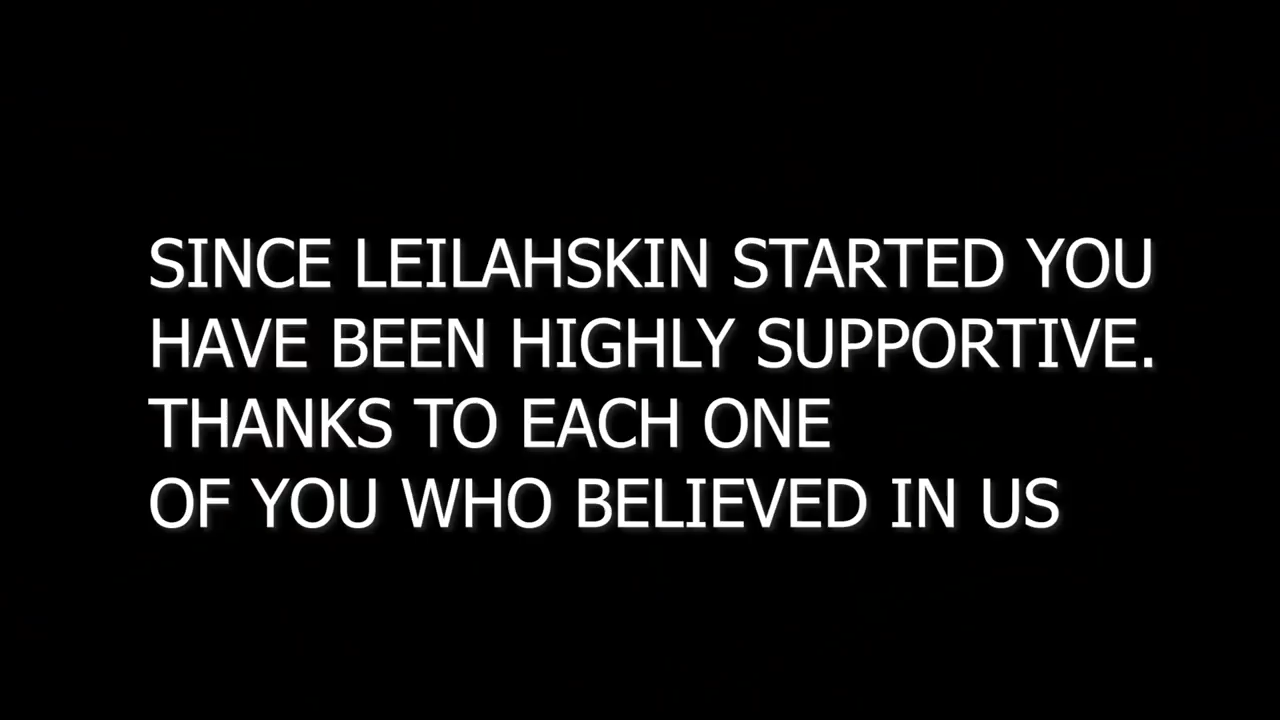 SINCE LEILAHSKIN STARTED YOU
HAVE BEEN HIGHLY SUPPORTIVE.
THANKS TO EACH ONE
OF YOU WHO BELIEVED IN US